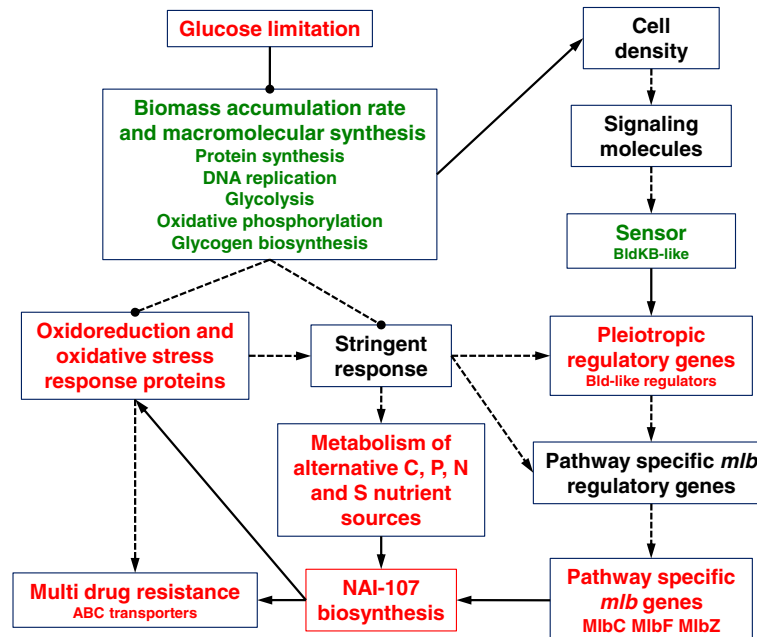 Glucose limitation
Cell
density
Biomass accumulation rate
and macromolecular synthesis
Protein synthesis
DNA replication
Glycolysis
Oxidative phosphorylation
Glycogen biosynthesis
Signaling
molecules
Sensor
BldKB-like
Oxidoreduction and
oxidative stress
response proteins
Stringent
response
Pleiotropic
regulatory genes
Bld-like regulators
Metabolism of
alternative C, P, N
and S nutrient
sources
Pathway specific mlb
regulatory genes
Multi drug resistance
ABC transporters
NAI-107
biosynthesis
Pathway specific
mlb genes
MlbC MlbF MlbZ